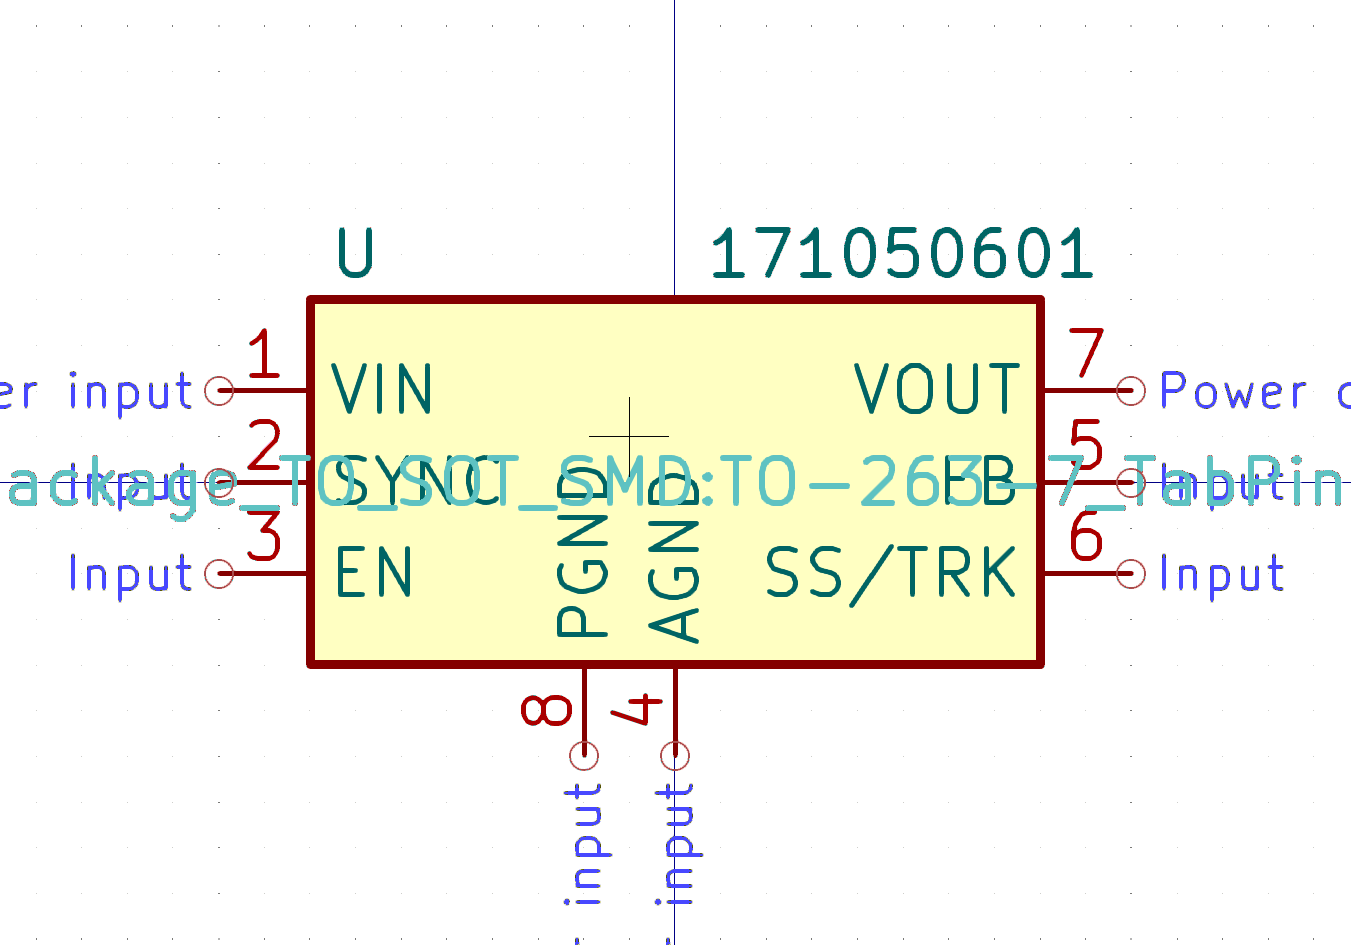 U 171050601
1 7
er input VIN VOUT Power
2 5
Input SYNC FB Input
ackage_TO_SOT_SMD:TO-263-7_TabPin
3 6
Input EN SS/TRK Input
PGND AGND
8 4
input input